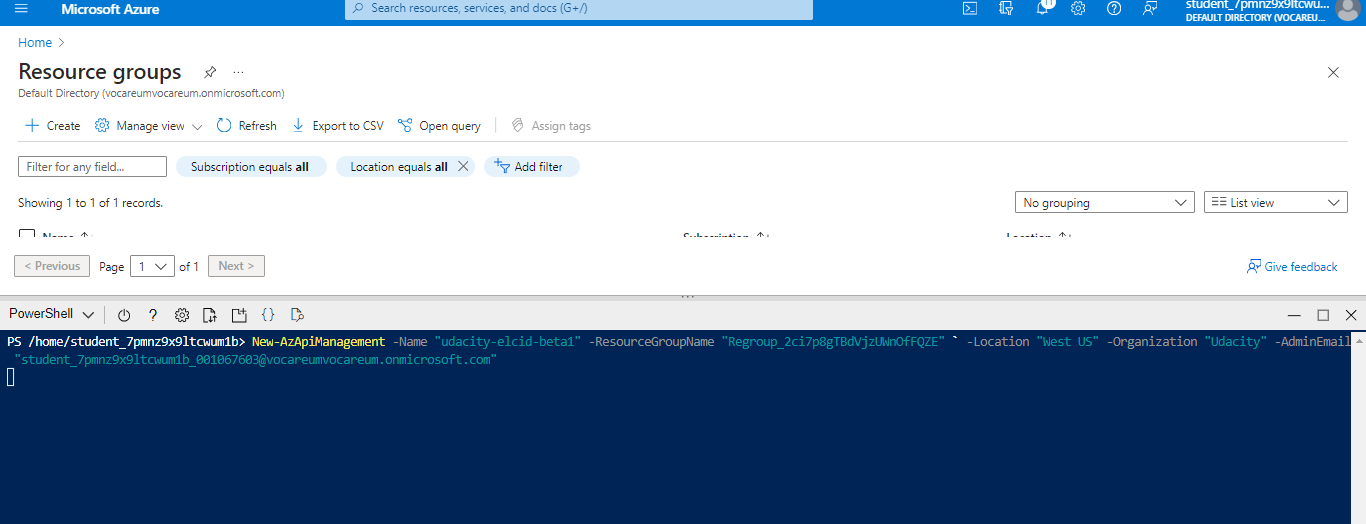 Microsoft Azure
Search resources, services, and docs (G+/)
11
student_7pmnz9x9ltcwu...
DEFAULT DIRECTORY (VOCAREU...
Home >
Resource groups
...
Default Directory (vocareumvocareum.onmicrosoft.com)
+ Create Manage view Refresh Export to CSV Open query Assign tags
Filter for any field... Subscription equals all Location equals all Add filter
Showing 1 to 1 of 1 records.
No grouping List view
Name Subscription Location
< Previous Page 1 of 1 Next >
Give feedback
PowerShell ? {}
PS /home/student_7pmnz9x9ltcwum1b> New-AzApiManagement -Name "udacity-elcid-beta1" -ResourceGroupName "Regroup_2ci7p8gTBdVjzUWnOfFQZE" ` -Location "West US" -Organization "Udacity" -AdminEmail
"student_7pmnz9x9ltcwum1b_001067603@vocareumvocareum.onmicrosoft.com"